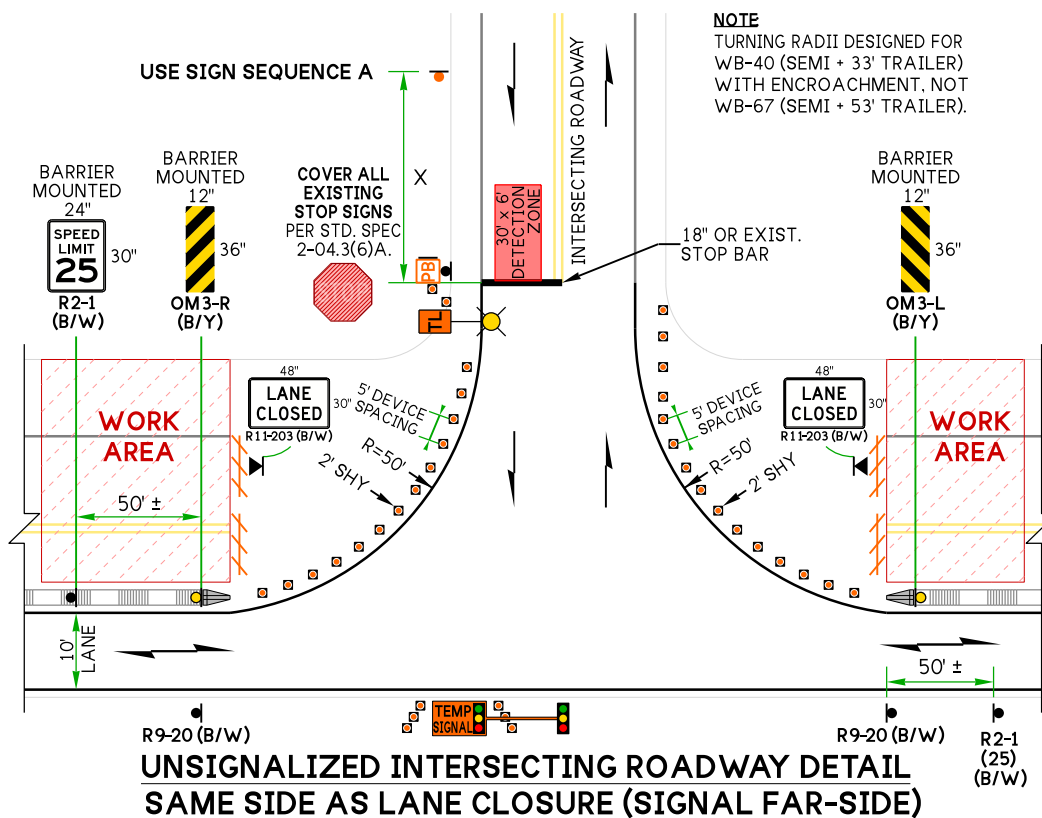 NOTE
TURNING RADII DESIGNED FOR
WB-40 (SEMI + 33' TRAILER)
WITH ENCROACHMENT, NOT
WB-67 (SEMI + 53' TRAILER).
USE SIGN SEQUENCE A
X
INTERSECTING ROADWAY
30' x 6'
DETECTION
ZONE
18" OR EXIST.
STOP BAR
COVER ALL
EXISTING
STOP SIGNS
PER STD. SPEC
2-04.3(6)A.
STOP
PB
TL
BARRIER
MOUNTED
24"
SPEED
LIMIT
25
30"
R2-1
(B/W)
BARRIER
MOUNTED
12"
36"
OM3-R
(B/Y)
BARRIER
MOUNTED
12"
36"
OM3-L
(B/Y)
WORK
AREA
48"
LANE
CLOSED
30"
R11-203 (B/W)
5' DEVICE
SPACING
R=50'
2' SHY
5' DEVICE
SPACING
R=50'
2' SHY
48"
LANE
CLOSED
30"
R11-203 (B/W)
WORK
AREA
50' ±
10'
LANE
50' ±
R9-20 (B/W)
TEMP
SIGNAL
R9-20 (B/W)
R2-1
(25)
(B/W)
UNSIGNALIZED INTERSECTING ROADWAY DETAIL
SAME SIDE AS LANE CLOSURE (SIGNAL FAR-SIDE)